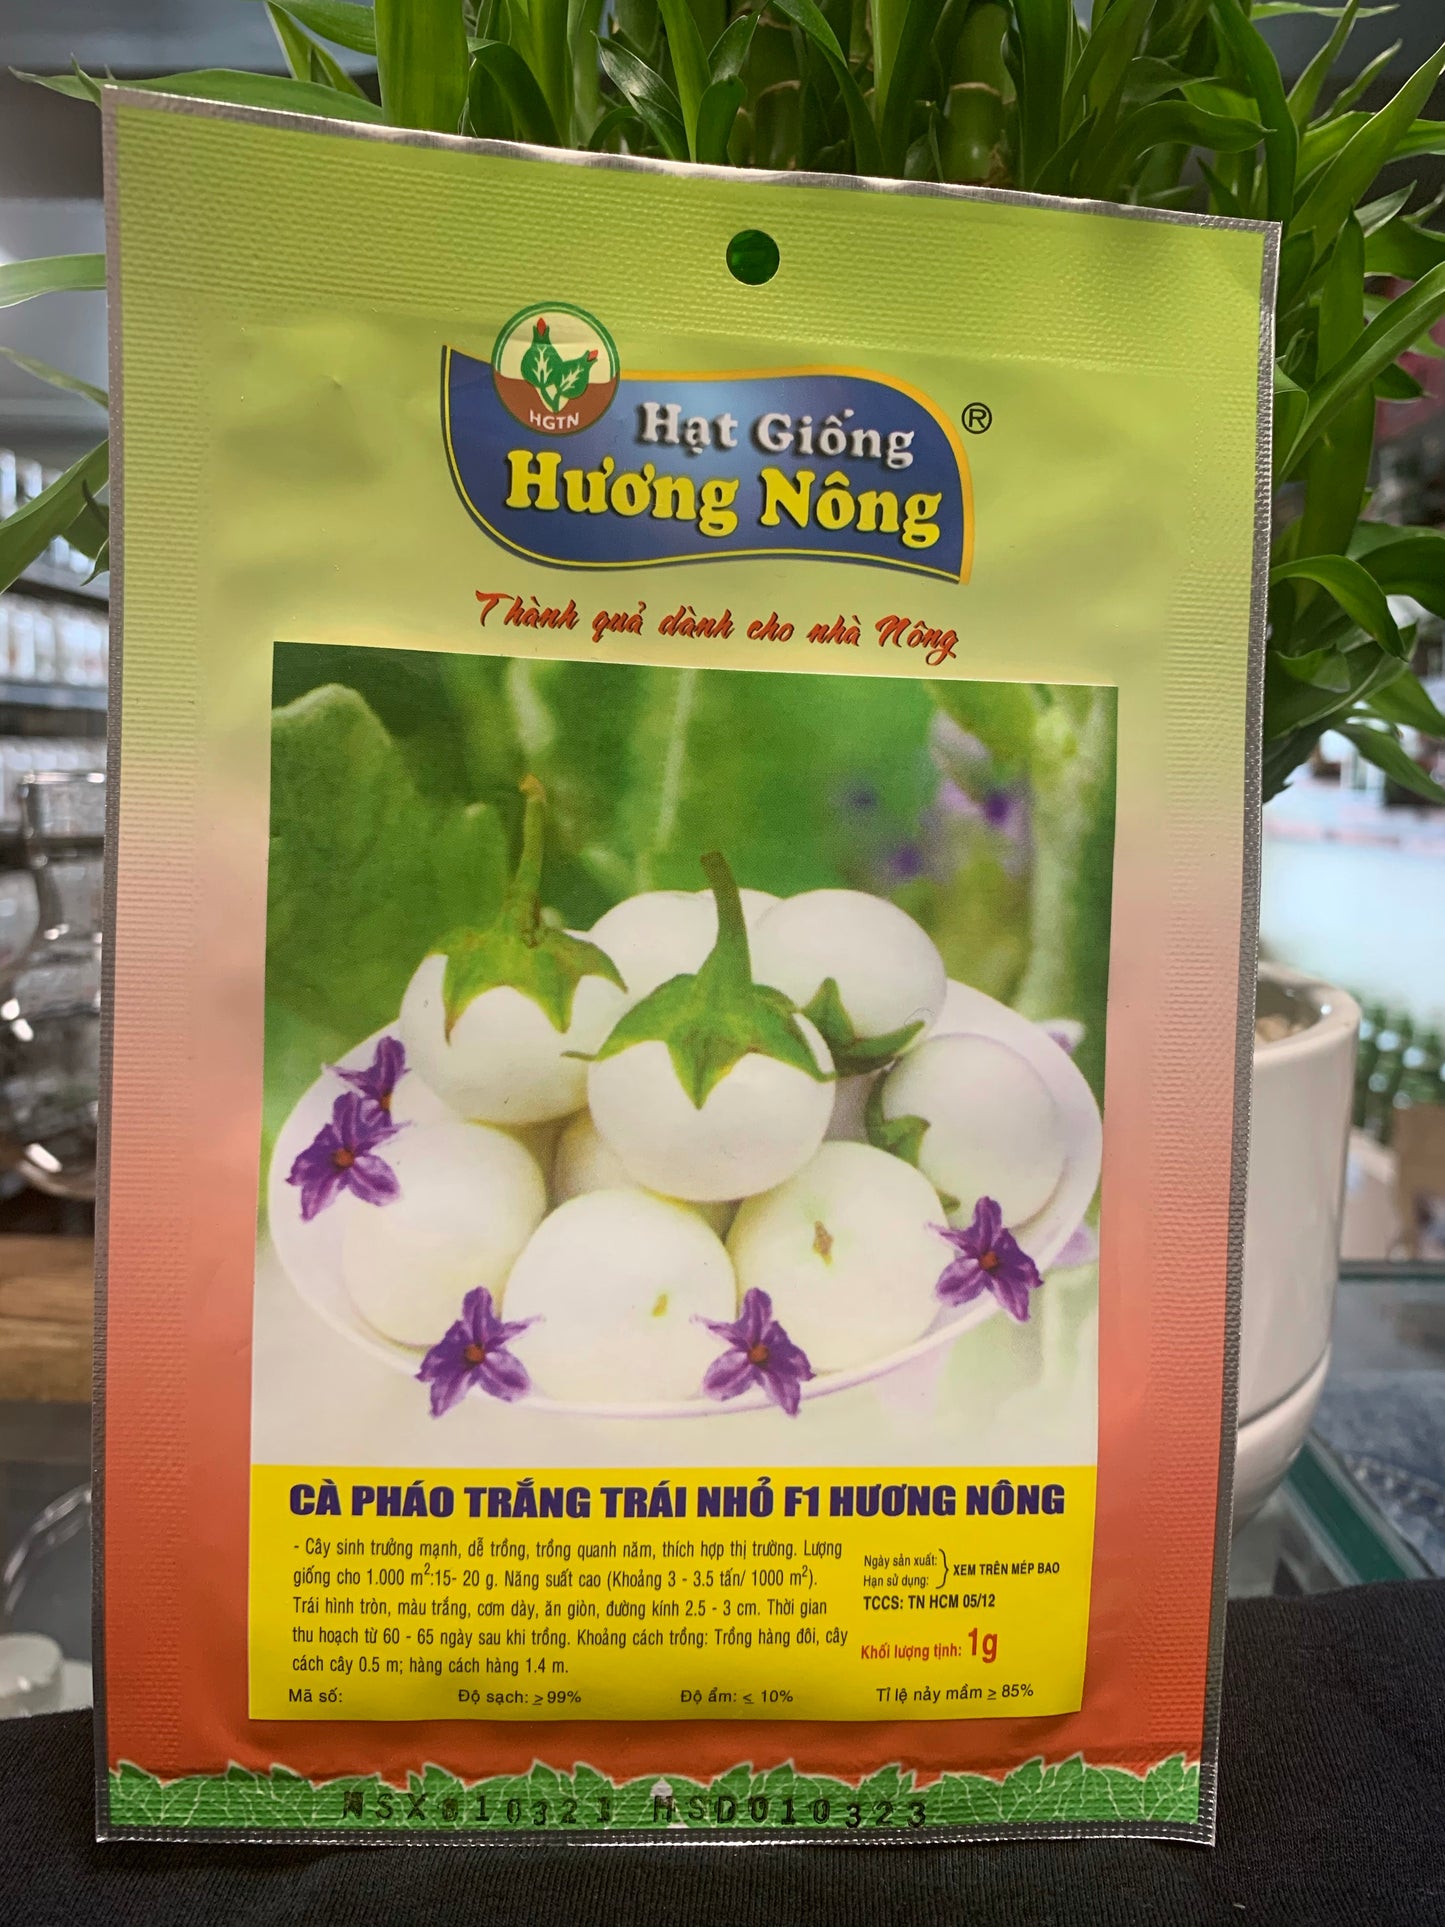 HGTN
Hạt Giống
Hương Nông
®
Thành quả dành cho nhà Nông
CÀ PHÁO TRẮNG TRÁI NHỎ F1 HƯƠNG NÔNG
- Cây sinh trưởng mạnh, dễ trồng, trồng quanh năm, thích hợp thị trường. Lượng
giống cho 1.000 m²:15- 20 g. Năng suất cao (Khoảng 3 - 3.5 tấn/ 1000 m²).
Trái hình tròn, màu trắng, cơm dày, ăn giòn, đường kính 2.5 - 3 cm. Thời gian
thu hoạch từ 60 - 65 ngày sau khi trồng. Khoảng cách trồng: Trồng hàng đôi, cây
cách cây 0.5 m; hàng cách hàng 1.4 m.
Ngày sản xuất:
Hạn sử dụng:
XEM TRÊN MÉP BAO
TCCS: TN HCM 05/12
Khối lượng tịnh: 1g
Mã số: Độ sạch: ≥ 99% Độ ẩm: ≤ 10% Tỉ lệ nảy mầm ≥ 85%
NSX010321 HSD010323